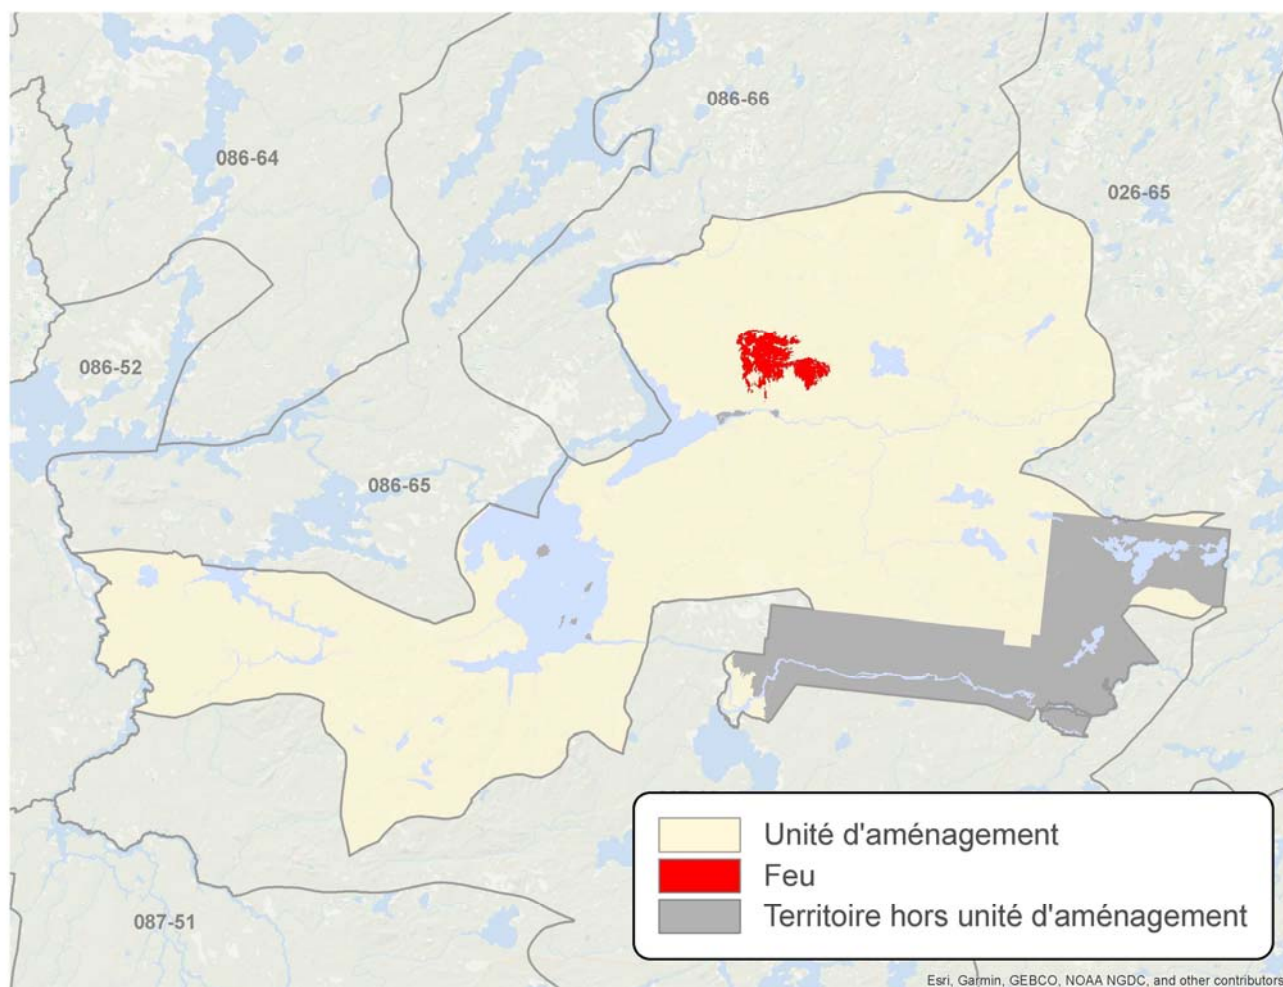 086-66
086-64
026-65
086-52
086-65
Unité d'aménagement
Feu
Territoire hors unité d'aménagement
087-51
Esri, Garmin, GEBCO, NOAA NGDC, and other contributors